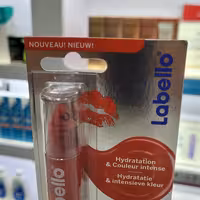 NOUVEAU! NIEUW!
Labello
Hydratation
& Couleur intense
Hydratatie
& intensieve kleur
Labello